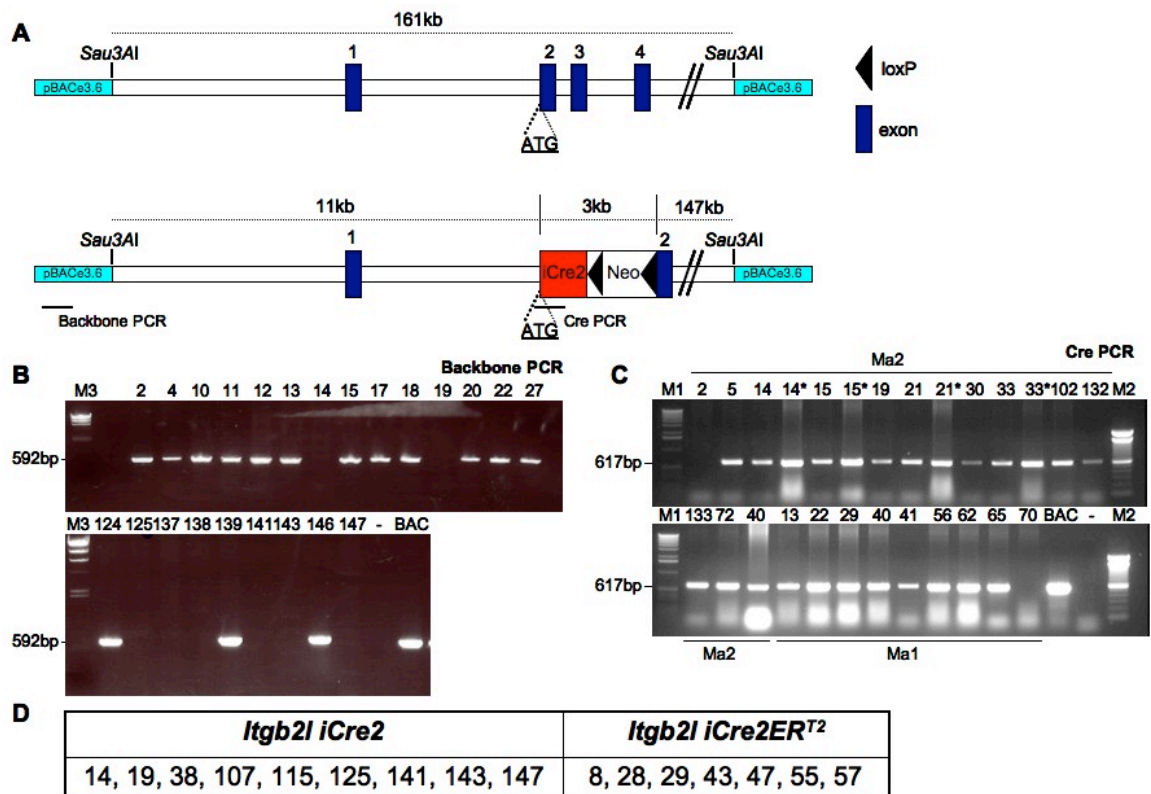 A
161kb
Sau3AI
1
2 3 4
Sau3AI
pBACe3.6
pBACe3.6
ATG
loxP
exon
11kb
3kb
147kb
Sau3AI
1
2
Sau3AI
pBACe3.6
iCre2
Neo
pBACe3.6
Backbone PCR
ATG
Cre PCR
B
Backbone PCR
M3 2 4 10 11 12 13 14 15 17 18 19 20 22 27
592bp
M3 124 125 137 138 139 141 143 146 147 - BAC
592bp
C
Ma2
Cre PCR
M1 2 5 14 14* 15 15* 19 21 21* 30 33 33* 102 132 M2
617bp
M1 133 72 40 13 22 29 40 41 56 62 65 70 BAC - M2
617bp
Ma2
Ma1
D
Itgb2l iCre2
Itgb2l iCre2ERT2
14, 19, 38, 107, 115, 125, 141, 143, 147
8, 28, 29, 43, 47, 55, 57